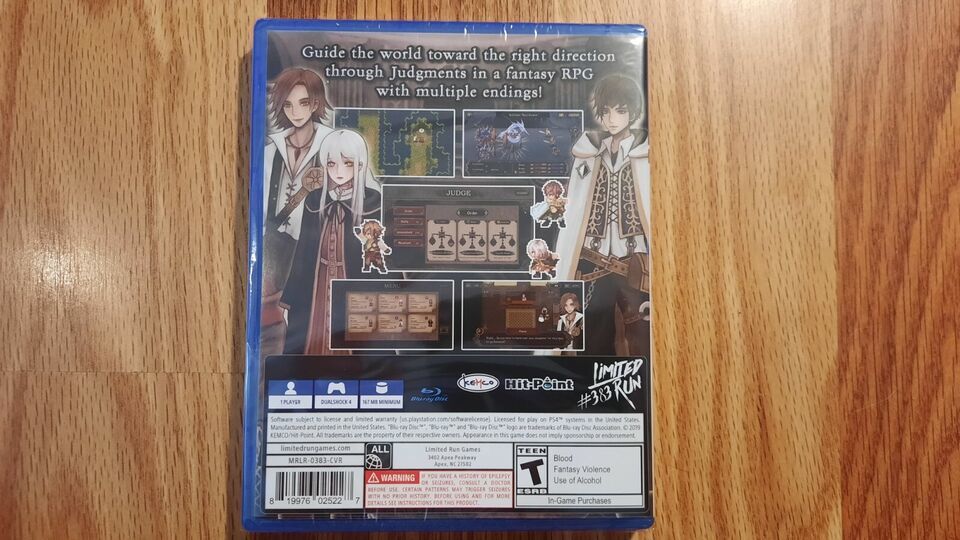 Guide the world toward the right direction
through Judgments in a fantasy RPG
with multiple endings!
JUDGE
Order
MENU
1 PLAYER
DUALSHOCK 4
167 MB MINIMUM
Blu-ray Disc
KEMCO
Hit-Point
LIMITED
RUN
#383
Software subject to license and limited warranty (us.playstation.com/softwarelicense). Licensed for play on PS4™ systems in the United States.
Manufactured and printed in the United States. "Blu-ray Disc™", "Blu-ray™" and "Blu-ray Disc™" logo are trademarks of Blu-ray Disc Association. © 2019
KEMCO/Hit-Point. All trademarks are the property of their respective owners. Appearance in this game does not imply sponsorship or endorsement.
limitedrungames.com
MRLR-0383-CVR
8 19976 02522 7
ALL
Limited Run Games
3402 Apex Peakway
Apex, NC 27502
WARNING
IF YOU HAVE A HISTORY OF EPILEPSY
OR SEIZURES, CONSULT A DOCTOR
BEFORE USE. CERTAIN PATTERNS MAY TRIGGER SEIZURES
WITH NO PRIOR HISTORY. BEFORE USING AND FOR MORE
DETAILS SEE INSTRUCTIONS FOR THIS PRODUCT.
TEEN
T
ESRB
Blood
Fantasy Violence
Use of Alcohol
In-Game Purchases